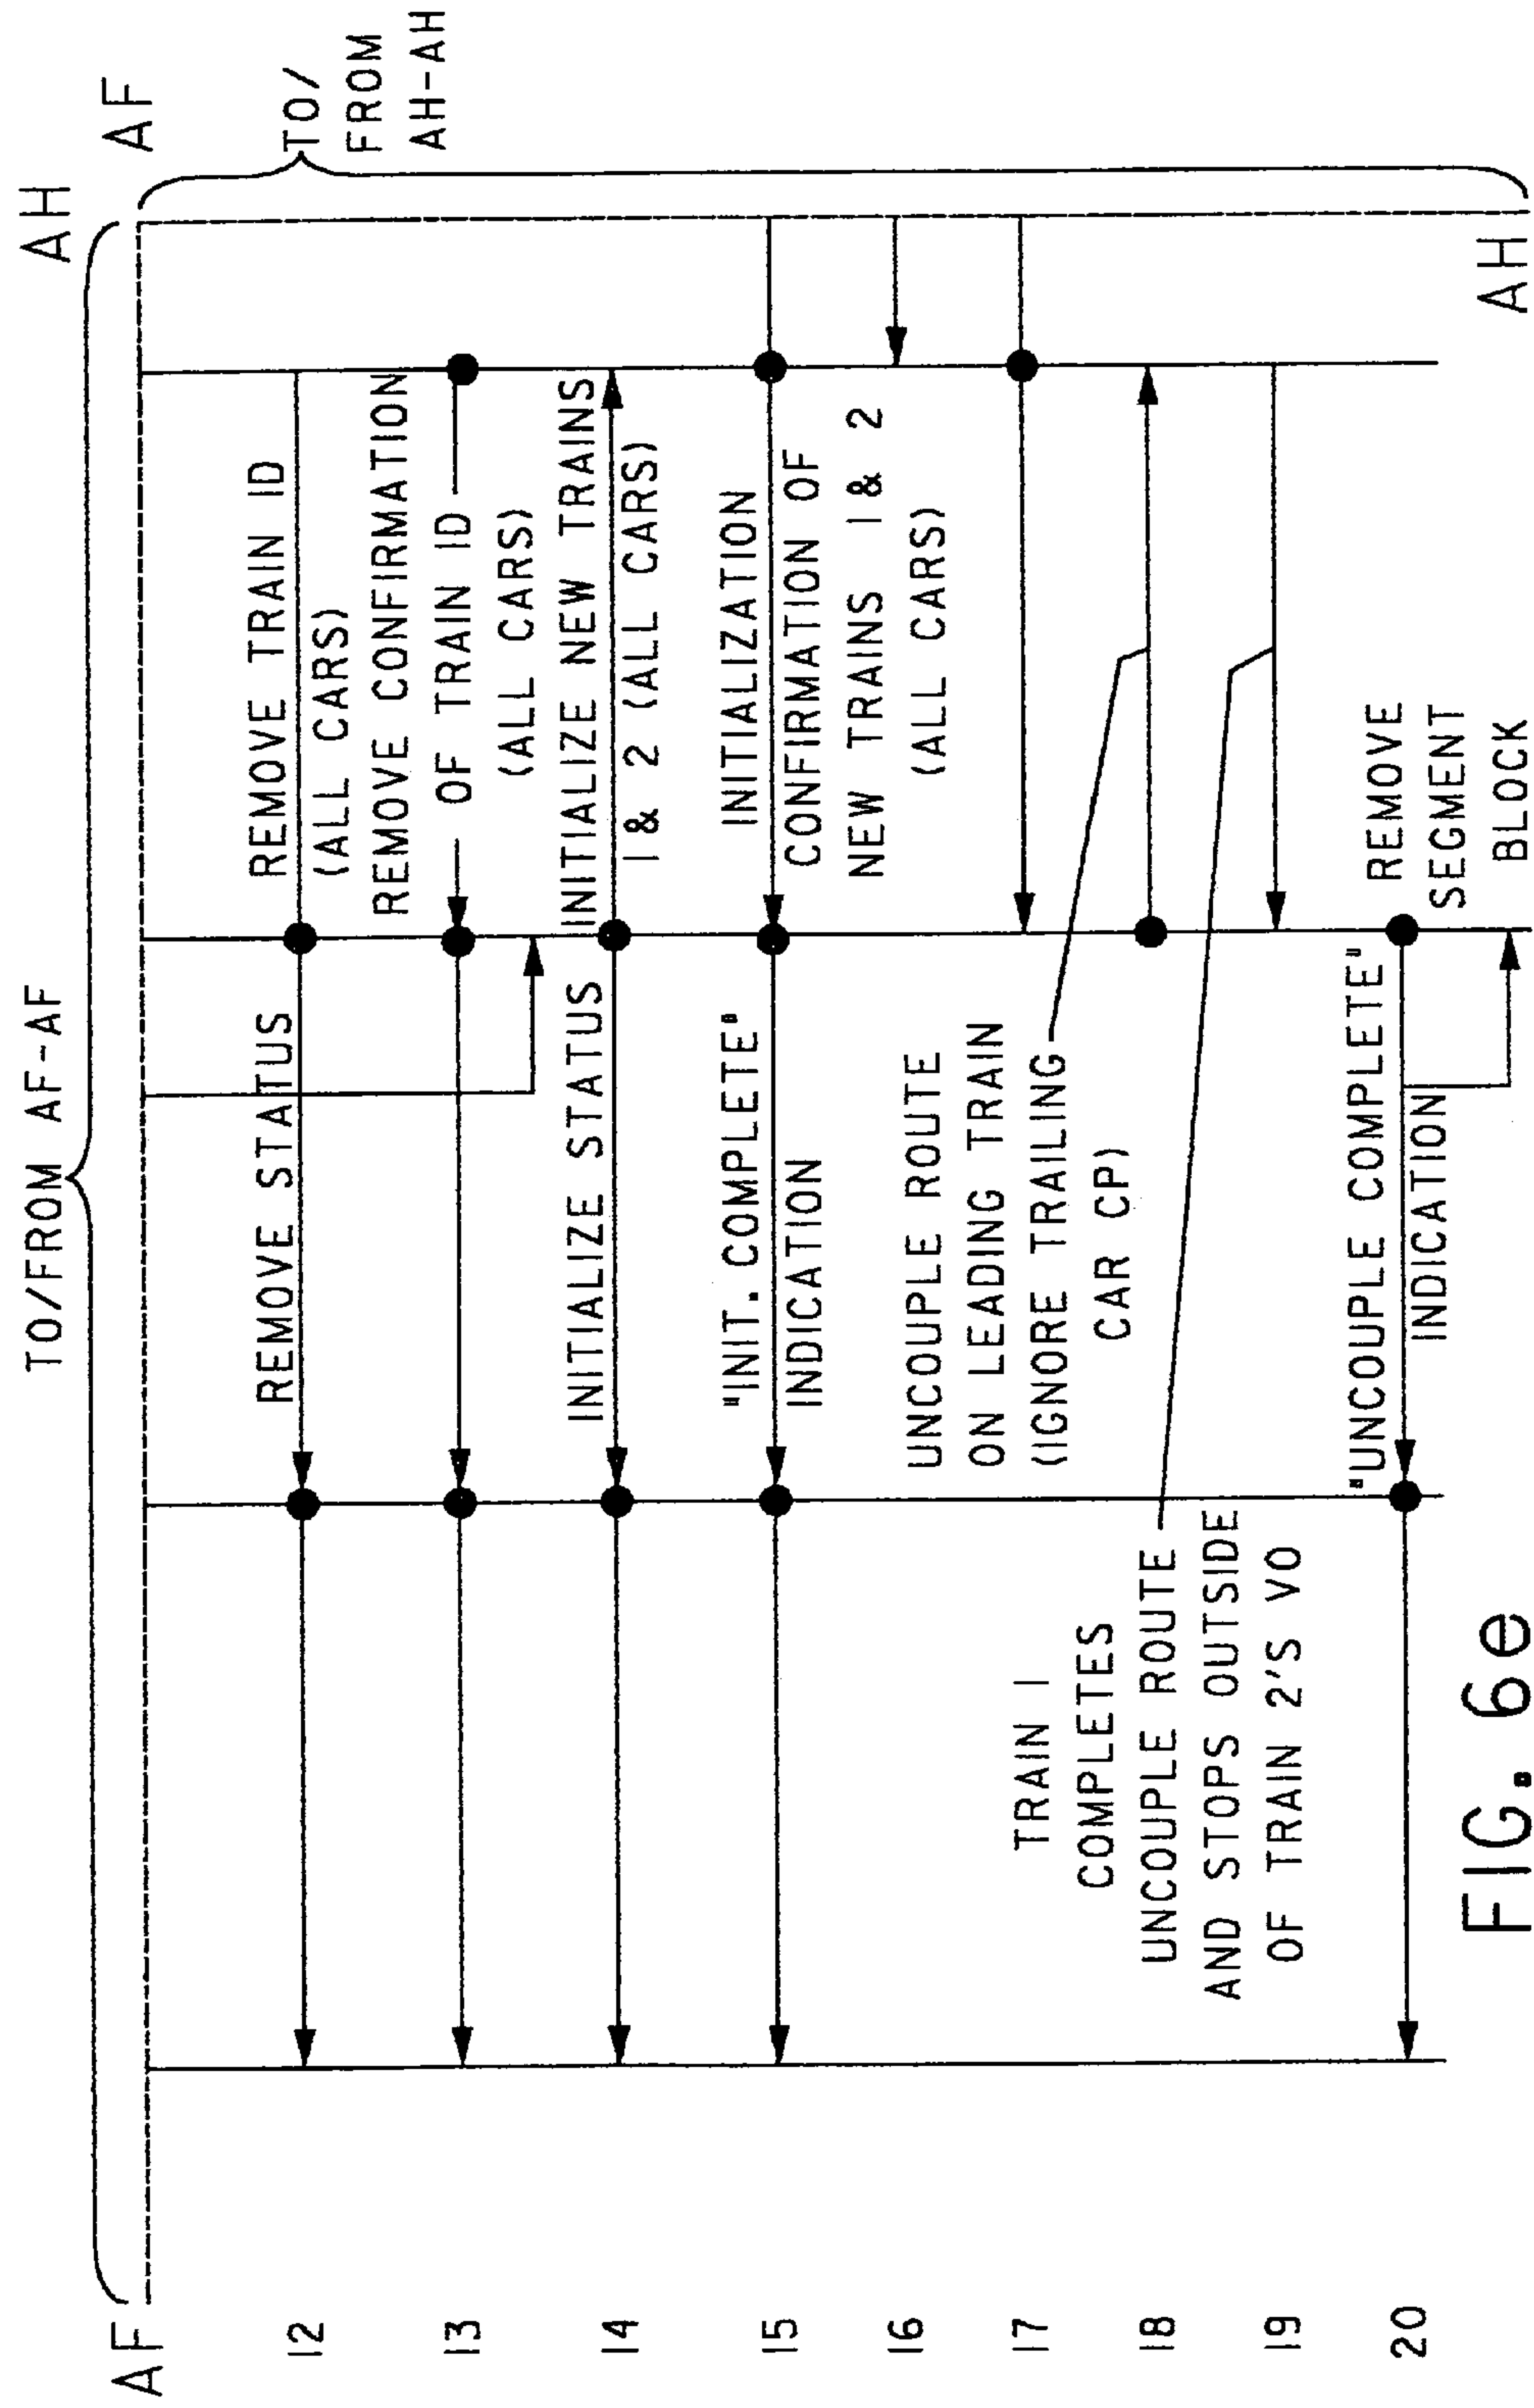 TO/FROM AF-AF
AF
AH
AF
TO/
FROM
AH-AH
12
REMOVE STATUS
REMOVE TRAIN ID
(ALL CARS)
13
REMOVE CONFIRMATION
OF TRAIN ID
(ALL CARS)
14
INITIALIZE STATUS
INITIALIZE NEW TRAINS
1 & 2 (ALL CARS)
15
"INIT. COMPLETE"
INDICATION
INITIALIZATION
CONFIRMATION OF
NEW TRAINS 1 & 2
(ALL CARS)
16
17
UNCOUPLE ROUTE
ON LEADING TRAIN
(IGNORE TRAILING
CAR CP)
18
TRAIN 1
COMPLETES
UNCOUPLE ROUTE
AND STOPS OUTSIDE
OF TRAIN 2'S VO
19
20
"UNCOUPLE COMPLETE"
INDICATION
REMOVE
SEGMENT
BLOCK
AH
FIG. 6e